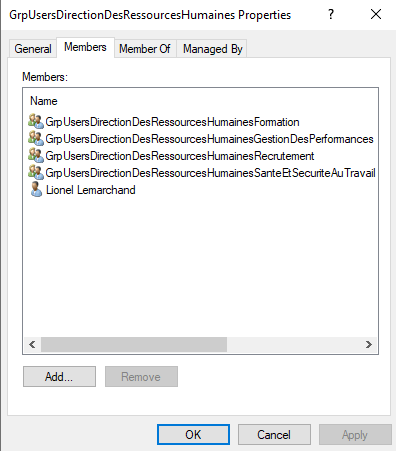 GrpUsersDirectionDesRessourcesHumaines Properties
?
General
Members
Member Of
Managed By
Members:
Name
GrpUsersDirectionDesRessourcesHumainesFormation
GrpUsersDirectionDesRessourcesHumainesGestionDesPerformances
GrpUsersDirectionDesRessourcesHumainesRecrutement
GrpUsersDirectionDesRessourcesHumainesSanteEtSecuriteAuTravail
Lionel Lemarchand
Add...
Remove
OK
Cancel
Apply